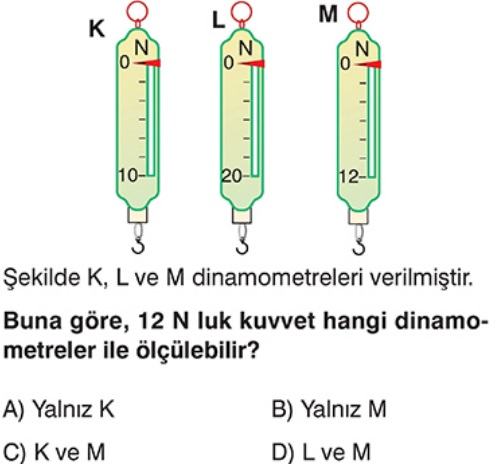 K L M
N N N
0 0 0
10 20 12
Şekilde K, L ve M dinamometreleri verilmiştir.
Buna göre, 12 N luk kuvvet hangi dinamo-
metreler ile ölçülebilir?
A) Yalnız K B) Yalnız M
C) K ve M D) L ve M